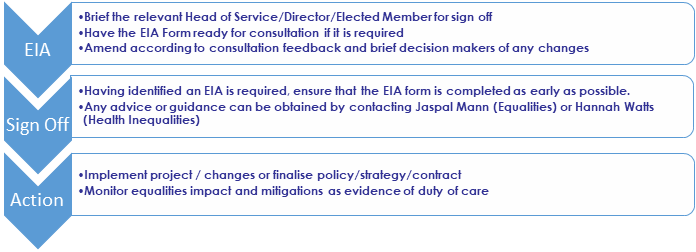 EIA
•Brief the relevant Head of Service/Director/Elected Member for sign off
•Have the EIA Form ready for consultation if it is required
•Amend according to consultation feedback and brief decision makers of any changes
Sign Off
•Having identified an EIA is required, ensure that the EIA form is completed as early as possible.
•Any advice or guidance can be obtained by contacting Jaspal Mann (Equalities) or Hannah Watts
(Health Inequalities)
Action
•Implement project / changes or finalise policy/strategy/contract
•Monitor equalities impact and mitigations as evidence of duty of care